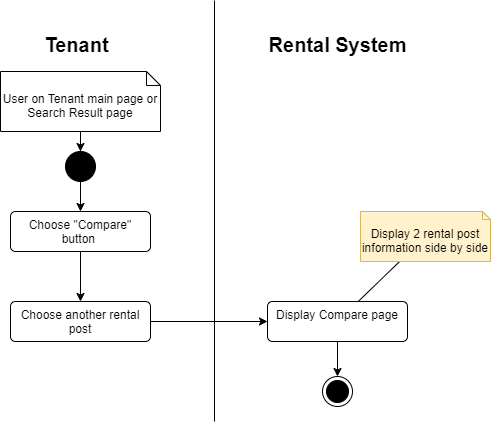 Tenant
Rental System
User on Tenant main page or
Search Result page
Choose "Compare"
button
Display 2 rental post
information side by side
Choose another rental
post
Display Compare page